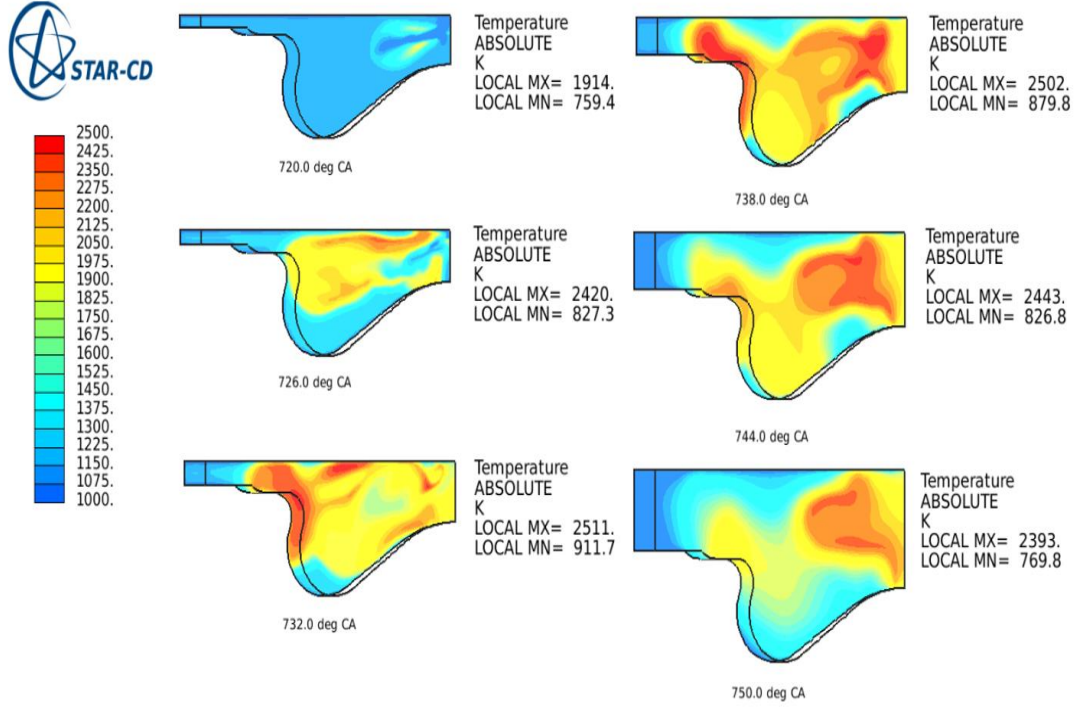 STAR-CD
2500.
2425.
2350.
2275.
2200.
2125.
2050.
1975.
1900.
1825.
1750.
1675.
1600.
1525.
1450.
1375.
1300.
1225.
1150.
1075.
1000.
Temperature
ABSOLUTE
K
LOCAL MX= 1914.
LOCAL MN= 759.4
720.0 deg CA
Temperature
ABSOLUTE
K
LOCAL MX= 2420.
LOCAL MN= 827.3
726.0 deg CA
Temperature
ABSOLUTE
K
LOCAL MX= 2511.
LOCAL MN= 911.7
732.0 deg CA
Temperature
ABSOLUTE
K
LOCAL MX= 2502.
LOCAL MN= 879.8
738.0 deg CA
Temperature
ABSOLUTE
K
LOCAL MX= 2443.
LOCAL MN= 826.8
744.0 deg CA
Temperature
ABSOLUTE
K
LOCAL MX= 2393.
LOCAL MN= 769.8
750.0 deg CA